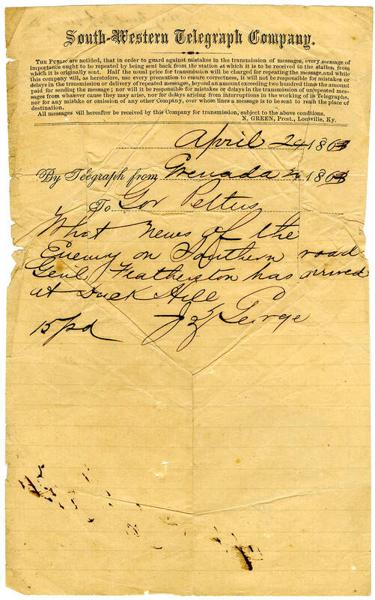 South-Western Telegraph Company.
THE PUBLIC are notified, that in order to guard against mistakes in the transmission of messages, every message of
importance ought to be repeated by being sent back from the station at which it is to be received to the station, from
which it is originally sent. Half the usual price for transmission will be charged for repeating the message, and while
this company will, as heretofore, use every precaution to ensure correctness, it will not be responsible for mistakes or
delays in the transmission or delivery of repeated messages, beyond an amount exceeding two hundred times the amount
paid for sending the message; nor will it be responsible for mistakes or delays in the transmission of unrepeated mes-
sages from whatever cause they may arise, nor for delays arising from interruptions in the working of its Telegraphs,
nor for any mistake or omission of any other Company, over whose lines a message is to be sent to reach the place of
destination.
All messages will hereafter be received by this Company for transmission, subject to the above conditions.
N. GREEN, Prest., Louisville, Ky.
April 24 1863
By Telegraph from Grenada 24 1863
To Gov Pettus
What News of the
Enemy on Southern road
Genl Featherston has arrived
at Duck Hill
15 pd J Z George